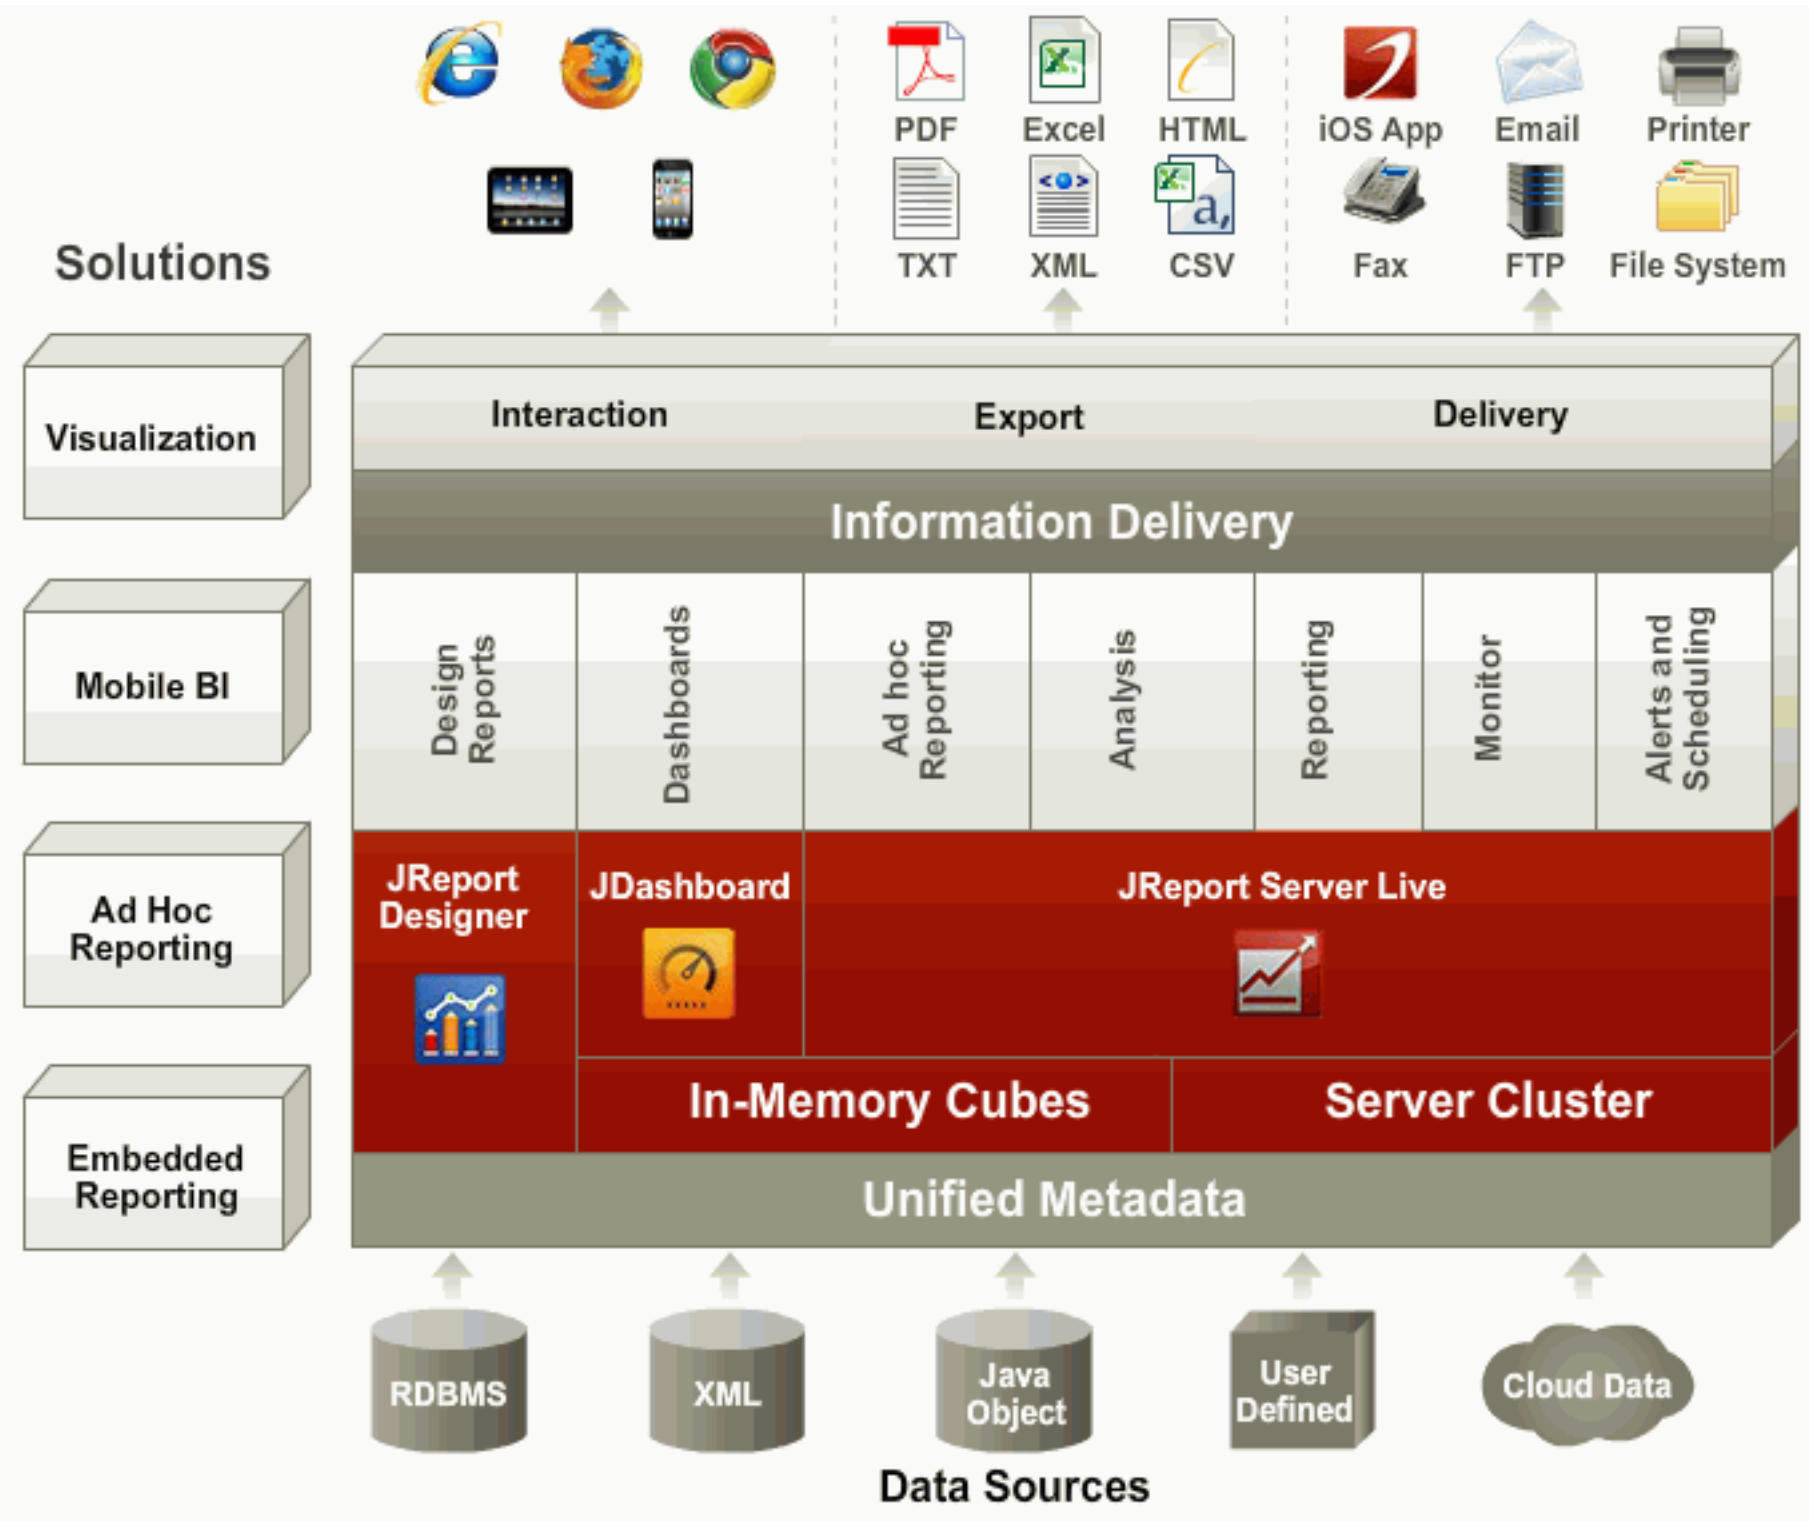 PDF
Excel
HTML
iOS App
Email
Printer
TXT
XML
CSV
Fax
FTP
File System
Solutions
Visualization
Mobile BI
Ad Hoc
Reporting
Embedded
Reporting
Interaction
Export
Delivery
Information Delivery
Design
Reports
Dashboards
Ad hoc
Reporting
Analysis
Reporting
Monitor
Alerts and
Scheduling
JReport
Designer
JDashboard
JReport Server Live
In-Memory Cubes
Server Cluster
Unified Metadata
RDBMS
XML
Java
Object
User
Defined
Cloud Data
Data Sources